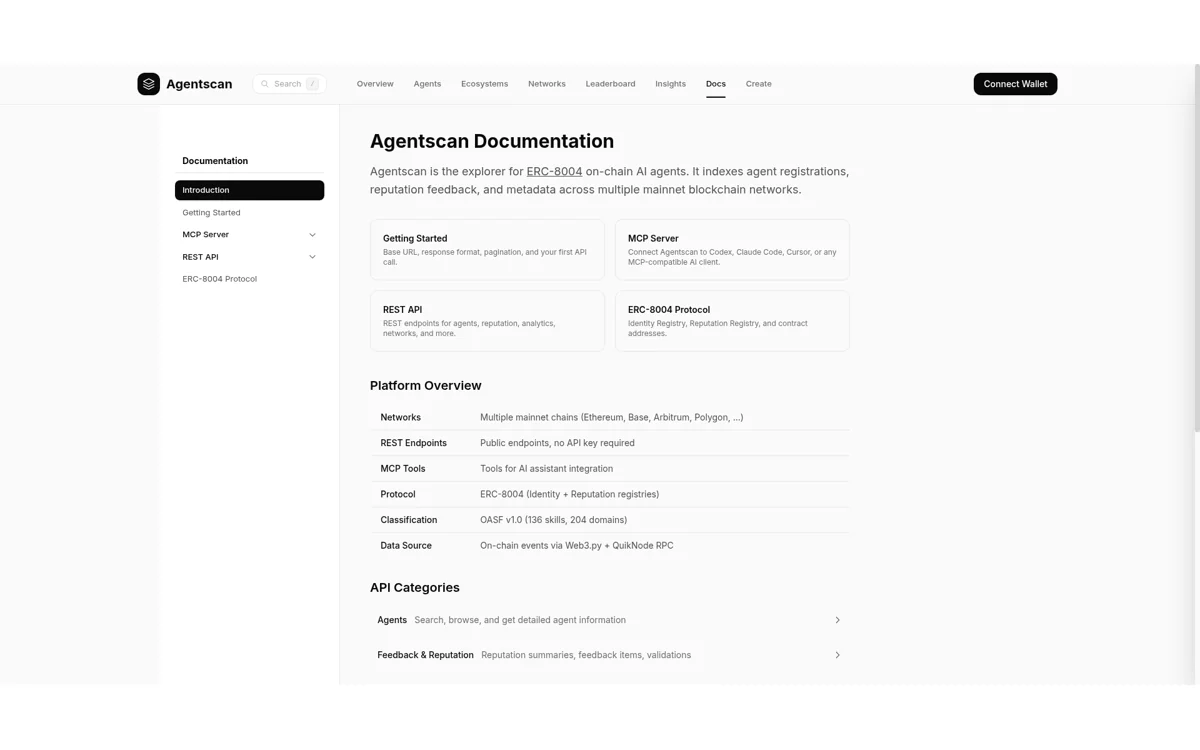 Agentscan
Search /
Overview
Agents
Ecosystems
Networks
Leaderboard
Insights
Docs
Create
Connect Wallet
Documentation
Introduction
Getting Started
MCP Server
REST API
ERC-8004 Protocol
Agentscan Documentation
Agentscan is the explorer for ERC-8004 on-chain AI agents. It indexes agent registrations,
reputation feedback, and metadata across multiple mainnet blockchain networks.
Getting Started
Base URL, response format, pagination, and your first API
call.
MCP Server
Connect Agentscan to Codex, Claude Code, Cursor, or any
MCP-compatible AI client.
REST API
REST endpoints for agents, reputation, analytics,
networks, and more.
ERC-8004 Protocol
Identity Registry, Reputation Registry, and contract
addresses.
Platform Overview
Networks Multiple mainnet chains (Ethereum, Base, Arbitrum, Polygon, ...)
REST Endpoints Public endpoints, no API key required
MCP Tools Tools for AI assistant integration
Protocol ERC-8004 (Identity + Reputation registries)
Classification OASF v1.0 (136 skills, 204 domains)
Data Source On-chain events via Web3.py + QuikNode RPC
API Categories
Agents Search, browse, and get detailed agent information
Feedback & Reputation Reputation summaries, feedback items, validations